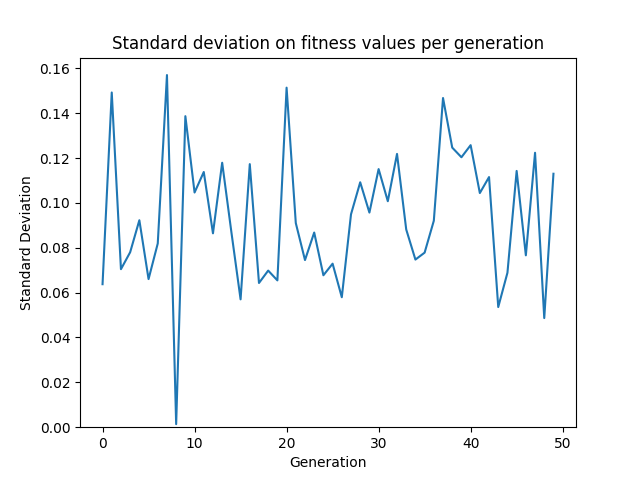 Standard deviation on fitness values per generation
0.16
0.14
0.12
0.10
0.08
0.06
0.04
0.02
0.00
Standard Deviation
0 10 20 30 40 50
Generation